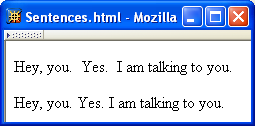 Sentences.html - Mozilla
Hey, you.  Yes.  I am talking to you.
Hey, you. Yes. I am talking to you.